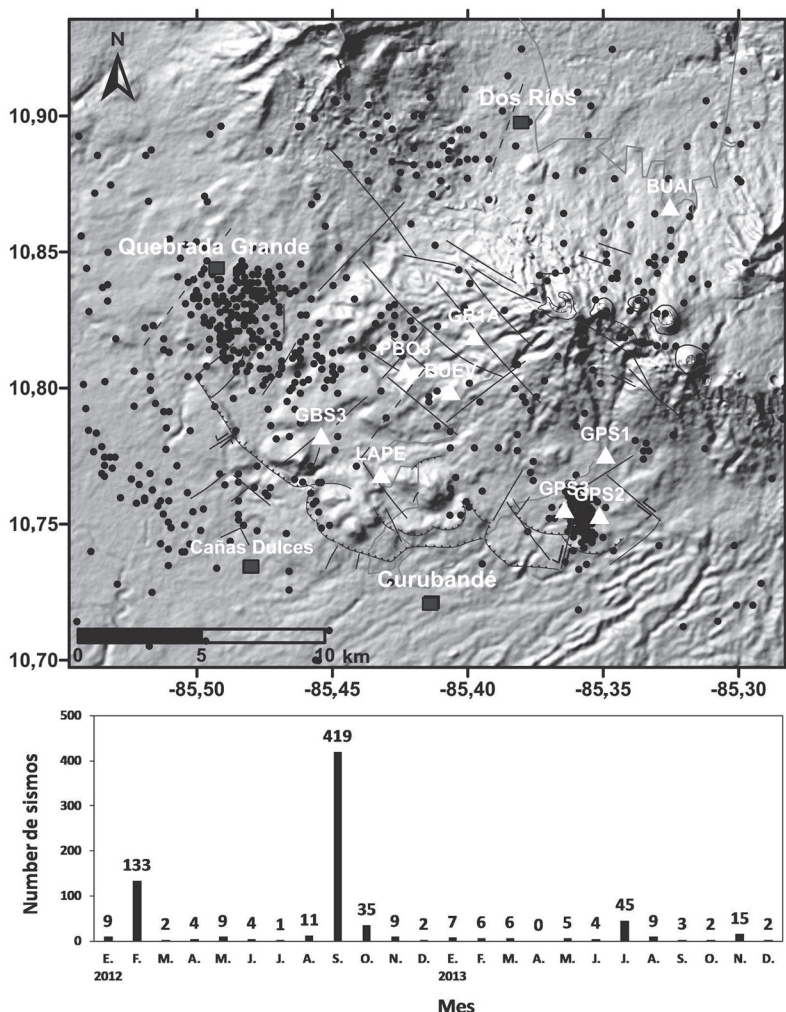 N
10,90
10,85
10,80
10,75
10,70
Dos Ríos
BUAI
Quebrada Grande
GB1A
PBO3
BUEV
GBS3
LAPE
GPS1
GPS3
GPS2
Cañas Dulces
Curubandé
0 5 10 km
-85,50 -85,45 -85,40 -85,35 -85,30
Number de sismos
500
400
300
200
100
0
9 133 2 4 9 4 1 11 419 35 9 2 7 6 6 0 5 4 45 9 3 2 15 2
E. F. M. A. M. J. J. A. S. O. N. D. E. F. M. A. M. J. J. A. S. O. N. D.
2012 2013
Mes